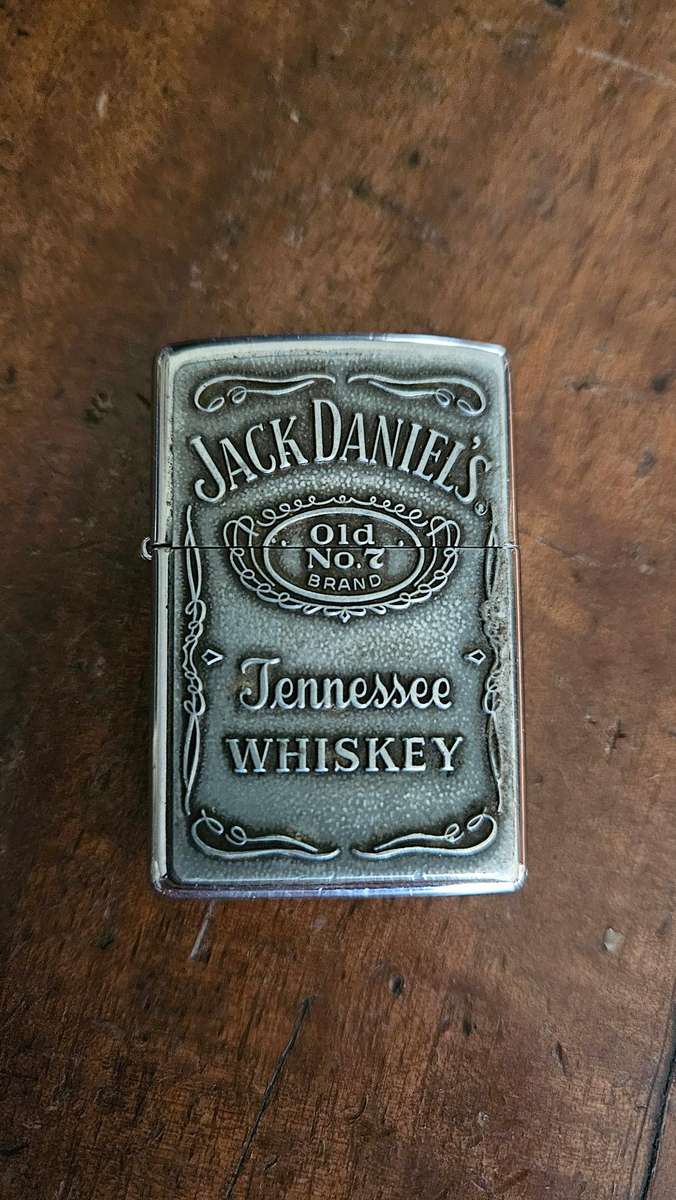 JACK DANIEL'S®
Old
No.7
BRAND
Tennessee
WHISKEY